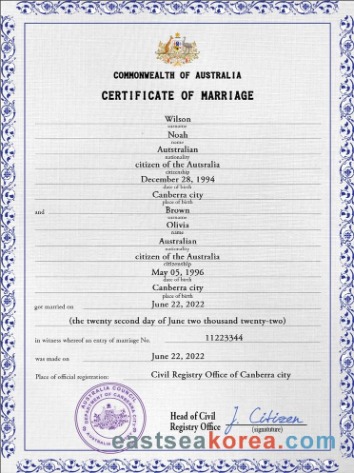 COMMONWEALTH OF AUSTRALIA
CERTIFICATE OF MARRIAGE
Wilson
surname
Noah
name
Australian
nationality
citizen of the Australia
citizenship
December 28, 1994
date of birth
Canberra city
place of birth
and Brown
surname
Olivia
name
Australian
nationality
citizen of the Australia
citizenship
May 05, 1996
date of birth
Canberra city
place of birth
got married on June 22, 2022
(the twenty second day of June two thousand twenty-two)
in witness whereof an entry of marriage No. 11223344
was made on June 22, 2022
Place of official registration: Civil Registry Office of Canberra city
Head of Civil
Registry Office
J. Citizen
(signature)
eastseakorea.com